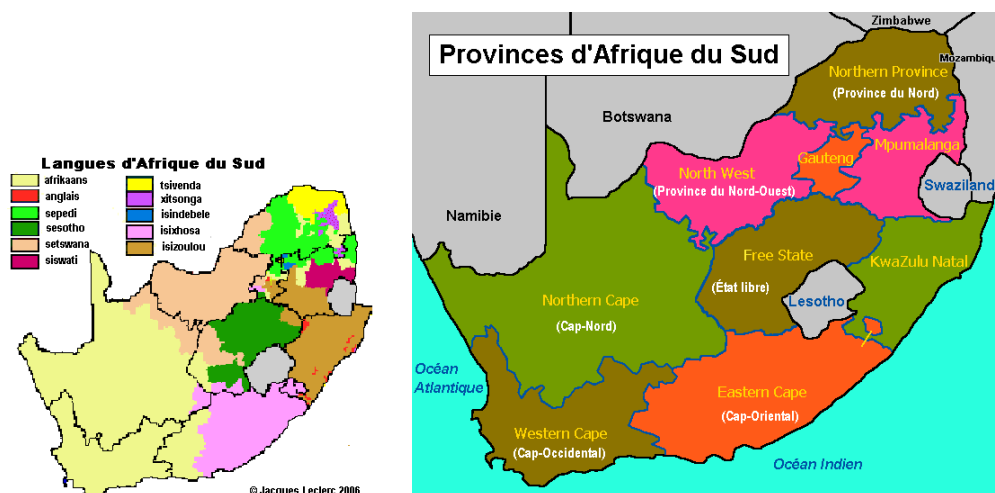 Langues d'Afrique du Sud
afrikaans
anglais
sepedi
sesotho
setswana
siswati
tsivenda
xitsonga
isindebele
isixhosa
isizoulou
© Jacques Leclerc 2006
Provinces d'Afrique du Sud
Zimbabwe
Mozambique
Northern Province
(Province du Nord)
Botswana
Mpumalanga
Gauteng
North West
(Province du Nord-Ouest)
Swaziland
Namibie
Free State
(État libre)
KwaZulu Natal
Lesotho
Northern Cape
(Cap-Nord)
Océan
Atlantique
Eastern Cape
(Cap-Oriental)
Western Cape
(Cap-Occidental)
Océan Indien